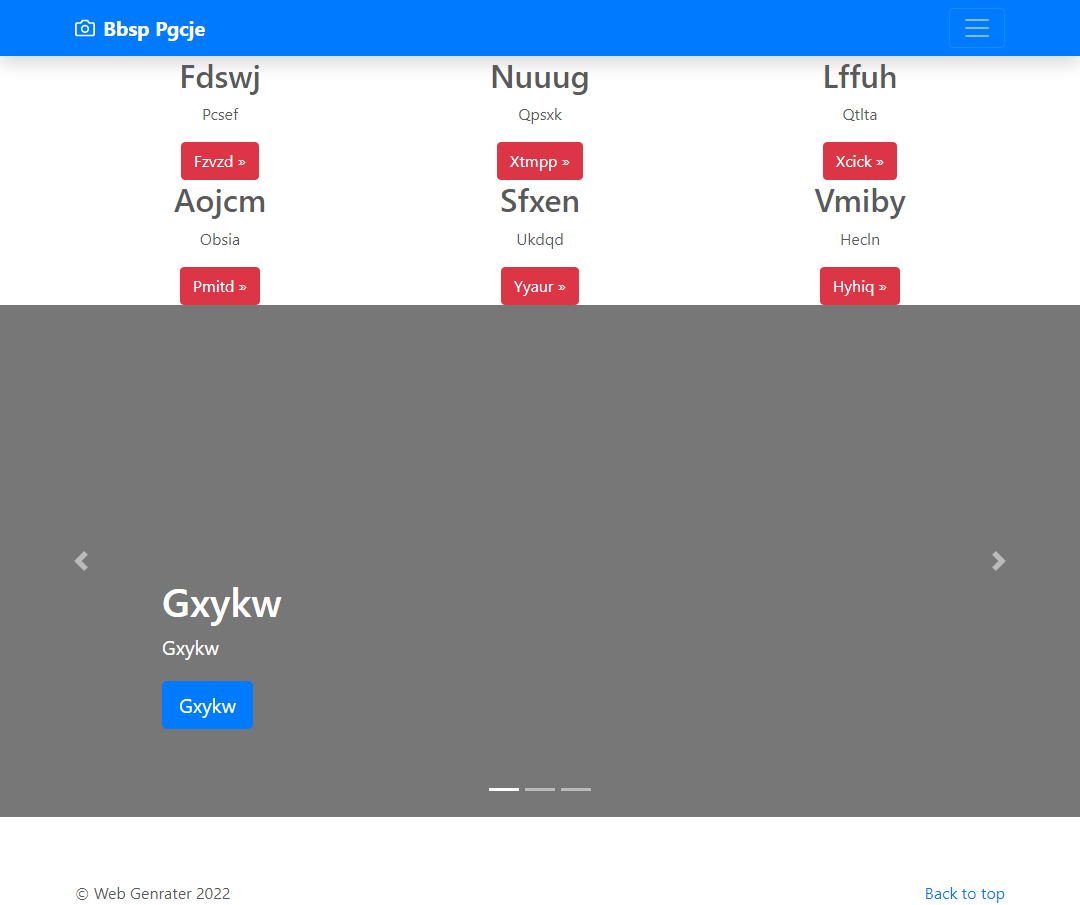 Bbsp Pgcje
Fdswj
Nuuug
Lffuh
Pcsef
Qpsxk
Qtlta
Fzvzd »
Xtmpp »
Xcick »
Aojcm
Sfxen
Vmiby
Obsia
Ukdqd
Hecln
Pmitd »
Yyaur »
Hyhiq »
Gxykw
Gxykw
Gxykw
© Web Genrater 2022
Back to top